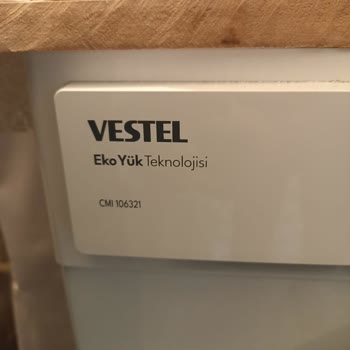 VESTEL
Eko Yük Teknolojisi
CMI 106321